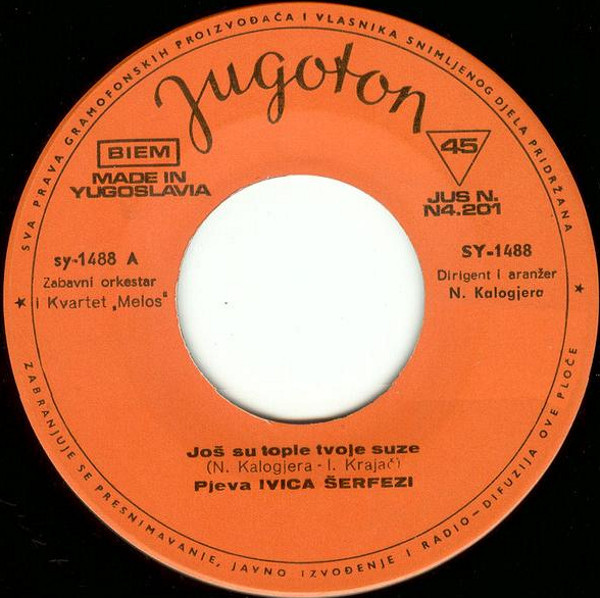 SVA PRAVA GRAMOFONSKIH PROIZVOĐAČA I VLASNIKA SNIMLJENOG DJELA PRIDRŽANA
Jugoton
BIEM
MADE IN
YUGOSLAVIA
45
JUS N.
N4.201
sy-1488 A
Zabavni orkestar
i Kvartet „Melos"
SY-1488
Dirigent i aranžer
N. Kalogjera
Još su tople tvoje suze
(N. Kalogjera - I. Krajač)
Pjeva IVICA ŠERFEZI
ZABRANJUJE SE PRESNIMAVANJE, JAVNO IZVOĐENJE I RADIO-DIFUZIJA OVE PLOČE